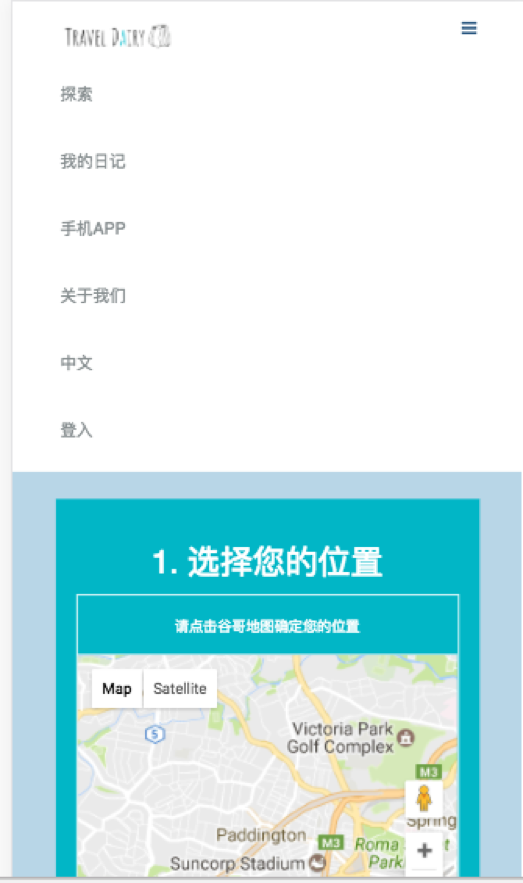 TRAVEL DAIRY
探索
我的日记
手机APP
关于我们
中文
登入
1. 选择您的位置
请点击谷哥地图确定您的位置
Map
Satellite
5
Victoria Park
Golf Complex
M3
Spring
Paddington
M3
Roma
Suncorp Stadium
Park